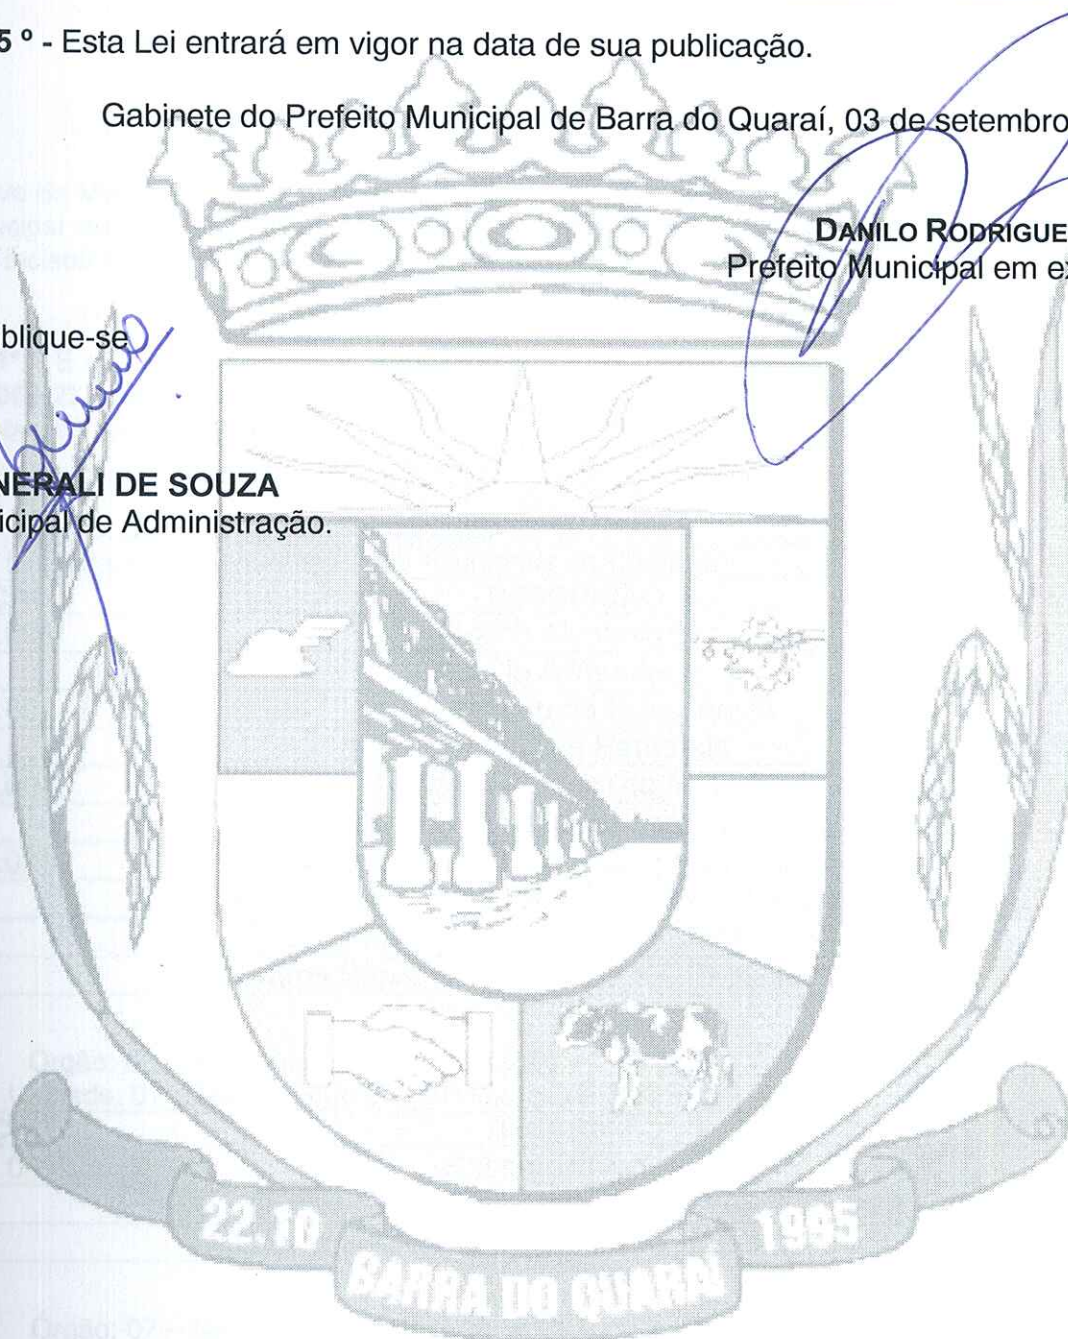 5 º - Esta Lei entrará em vigor na data de sua publicação.
Gabinete do Prefeito Municipal de Barra do Quaraí, 03 de setembro
DANILO RODRIGUE
Prefeito Municipal em ex
blique-se
NERALI DE SOUZA
icipal de Administração.
22.10
1995
BARRA DO QUARAÍ